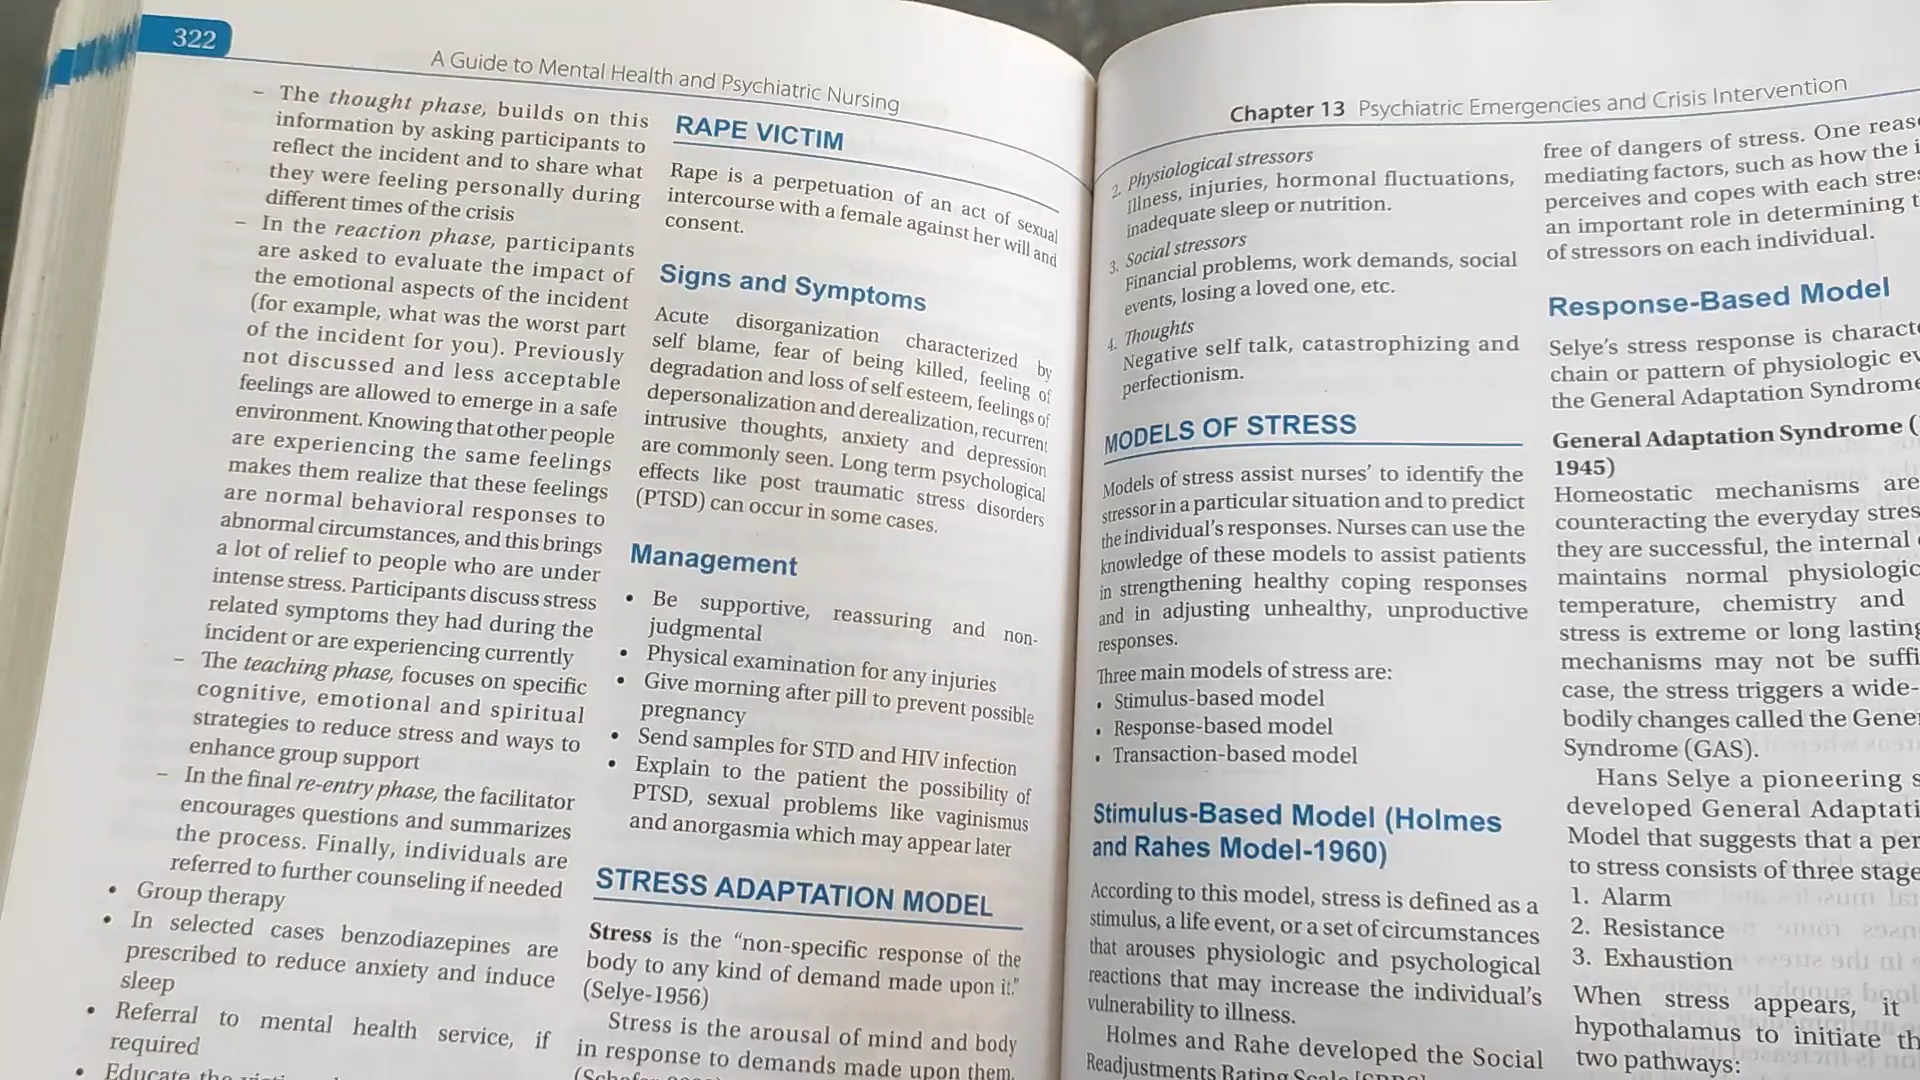 322
A Guide to Mental Health and Psychiatric Nursing
– The thought phase, builds on this
information by asking participants to
reflect the incident and to share what
they were feeling personally during
different times of the crisis
– In the reaction phase, participants
are asked to evaluate the impact of
the emotional aspects of the incident
(for example, what was the worst part
of the incident for you). Previously
not discussed and less acceptable
feelings are allowed to emerge in a safe
environment. Knowing that other people
are experiencing the same feelings
makes them realize that these feelings
are normal behavioral responses to
abnormal circumstances, and this brings
a lot of relief to people who are under
intense stress. Participants discuss stress
related symptoms they had during the
incident or are experiencing currently
– The teaching phase, focuses on specific
cognitive, emotional and spiritual
strategies to reduce stress and ways to
enhance group support
– In the final re-entry phase, the facilitator
encourages questions and summarizes
the process. Finally, individuals are
referred to further counseling if needed
• Group therapy
• In selected cases benzodiazepines are
prescribed to reduce anxiety and induce
sleep
• Referral to mental health service, if
required
• Educate the
RAPE VICTIM
Rape is a perpetuation of an act of sexual
intercourse with a female against her will and
consent.
Signs and Symptoms
Acute disorganization characterized by
self blame, fear of being killed, feeling of
degradation and loss of self esteem, feelings of
depersonalization and derealization, recurrent
intrusive thoughts, anxiety and depression
are commonly seen. Long term psychological
effects like post traumatic stress disorders
(PTSD) can occur in some cases.
Management
• Be supportive, reassuring and non-
judgmental
• Physical examination for any injuries
• Give morning after pill to prevent possible
pregnancy
• Send samples for STD and HIV infection
• Explain to the patient the possibility of
PTSD, sexual problems like vaginismus
and anorgasmia which may appear later
STRESS ADAPTATION MODEL
Stress is the “non-specific response of the
body to any kind of demand made upon it.”
(Selye-1956)
Stress is the arousal of mind and body
in response to demands made upon them.
Chapter 13 Psychiatric Emergencies and Crisis Intervention
2. Physiological stressors
Illness, injuries, hormonal fluctuations,
inadequate sleep or nutrition.
3. Social stressors
Financial problems, work demands, social
events, losing a loved one, etc.
4. Thoughts
Negative self talk, catastrophizing and
perfectionism.
MODELS OF STRESS
Models of stress assist nurses’ to identify the
stressor in a particular situation and to predict
the individual’s responses. Nurses can use the
knowledge of these models to assist patients
in strengthening healthy coping responses
and in adjusting unhealthy, unproductive
responses.
Three main models of stress are:
• Stimulus-based model
• Response-based model
• Transaction-based model
Stimulus-Based Model (Holmes
and Rahes Model-1960)
According to this model, stress is defined as a
stimulus, a life event, or a set of circumstances
that arouses physiologic and psychological
reactions that may increase the individual’s
vulnerability to illness.
Holmes and Rahe developed the Social
Readjustments Rating Scale
free of dangers of stress. One
mediating factors, such as how the
perceives and copes with each
an important role in determining
of stressors on each individual.
Response-Based Model
Selye’s stress response is
chain or pattern of physiologic
the General Adaptation Syndrome
General Adaptation Syndrome (
1945)
Homeostatic mechanisms are
counteracting the everyday
they are successful, the internal
maintains normal physiologic
temperature, chemistry and
stress is extreme or long lasting
mechanisms may not be
case, the stress triggers a wide-
bodily changes called the
Syndrome (GAS).
Hans Selye a pioneering
developed General
Model that suggests that a
to stress consists of three
1. Alarm
2. Resistance
3. Exhaustion
When stress appears, it
hypothalamus to initiate
two pathways: